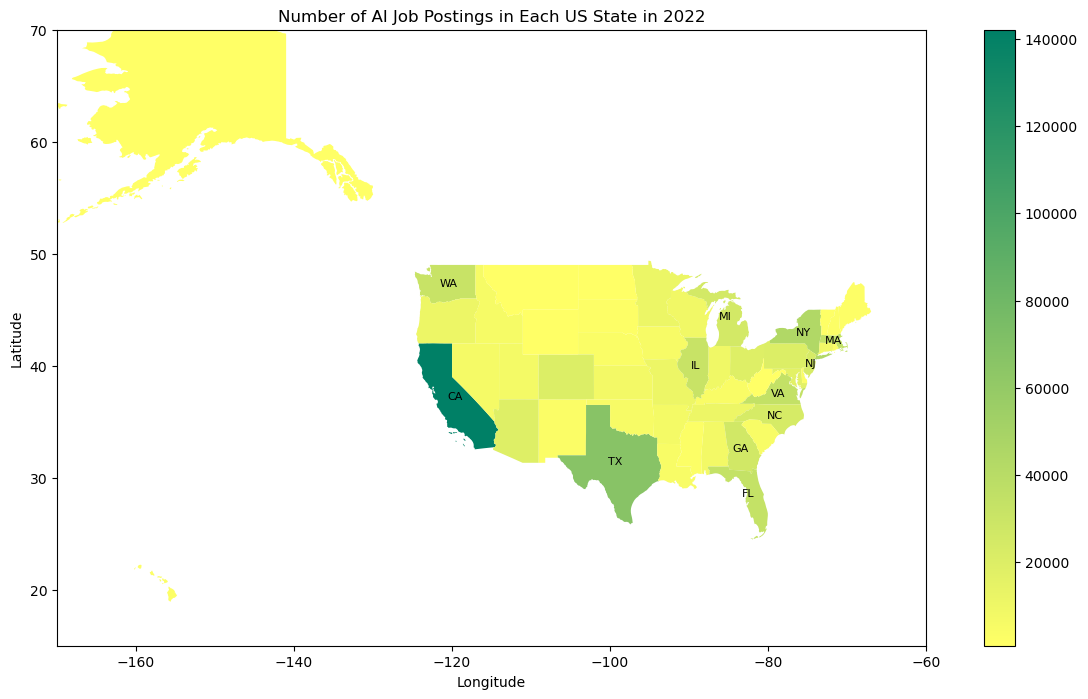 Number of AI Job Postings in Each US State in 2022
70
60
50
40
30
20
Latitude
WA
MI
NY
MA
IL
NJ
CA
VA
NC
GA
TX
FL
−160
−140
−120
−100
−80
−60
Longitude
140000
120000
100000
80000
60000
40000
20000